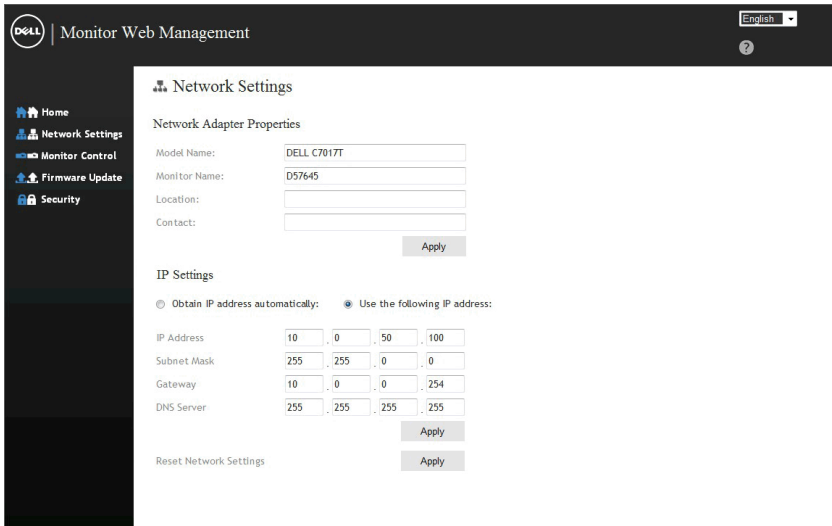 DELL | Monitor Web Management
English
?
Network Settings
Home
Network Settings
Monitor Control
Firmware Update
Security
Network Adapter Properties
Model Name: DELL C7017T
Monitor Name: D57645
Location:
Contact:
Apply
IP Settings
Obtain IP address automatically: Use the following IP address:
IP Address 10 . 0 . 50 . 100
Subnet Mask 255 . 255 . 0 . 0
Gateway 10 . 0 . 0 . 254
DNS Server 255 . 255 . 255 . 255
Apply
Reset Network Settings Apply